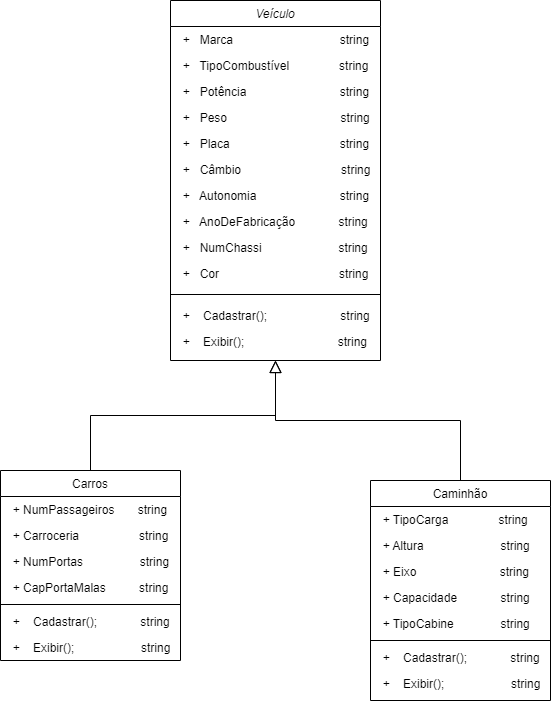 Veículo
+ Marca string
+ TipoCombustível string
+ Potência string
+ Peso string
+ Placa string
+ Câmbio string
+ Autonomia string
+ AnoDeFabricação string
+ NumChassi string
+ Cor string
+ Cadastrar(); string
+ Exibir(); string
Carros
+ NumPassageiros string
+ Carroceria string
+ NumPortas string
+ CapPortaMalas string
+ Cadastrar(); string
+ Exibir(); string
Caminhão
+ TipoCarga string
+ Altura string
+ Eixo string
+ Capacidade string
+ TipoCabine string
+ Cadastrar(); string
+ Exibir(); string